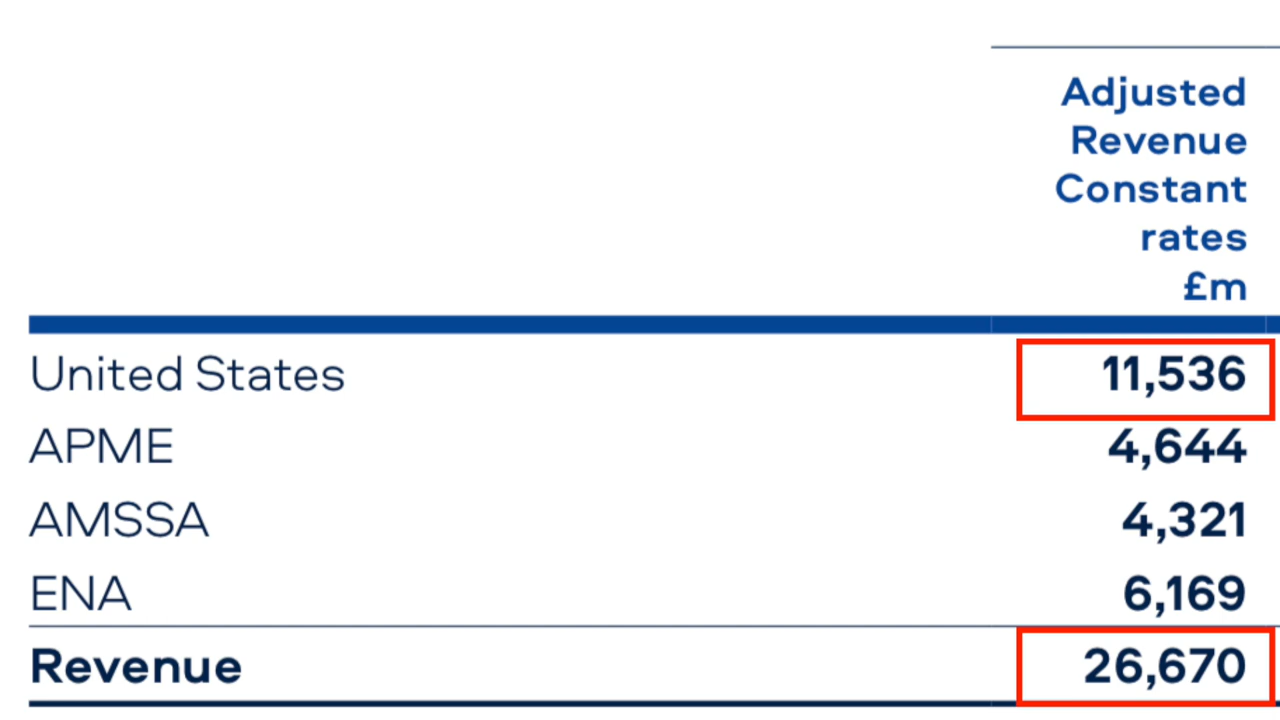 Adjusted
Revenue
Constant
rates
£m
United States 11,536
APME 4,644
AMSSA 4,321
ENA 6,169
Revenue 26,670